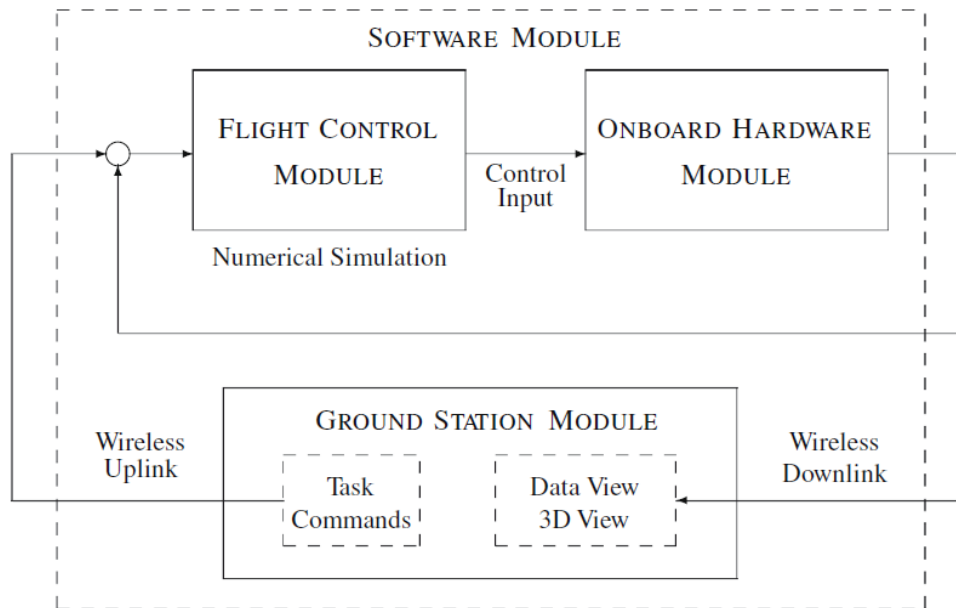 SOFTWARE MODULE
FLIGHT CONTROL
MODULE
Control
Input
ONBOARD HARDWARE
MODULE
Numerical Simulation
GROUND STATION MODULE
Wireless
Uplink
Task
Commands
Data View
3D View
Wireless
Downlink